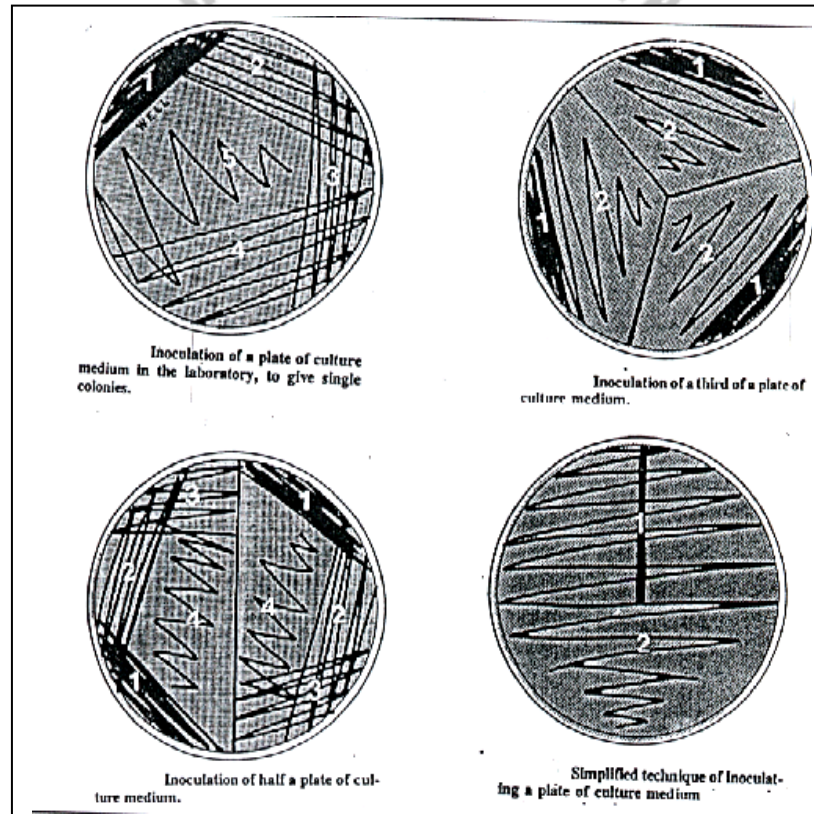 1
2
WELL
5
3
4
Inoculation of a plate of culture
medium in the laboratory, to give single
colonies.
1
2
2
1
2
1
Inoculation of a third of a plate of
culture medium.
3
1
2
4
4
2
1
3
Inoculation of half a plate of cul-
ture medium.
1
2
Simplified technique of Inoculat-
ing a plate of culture medium